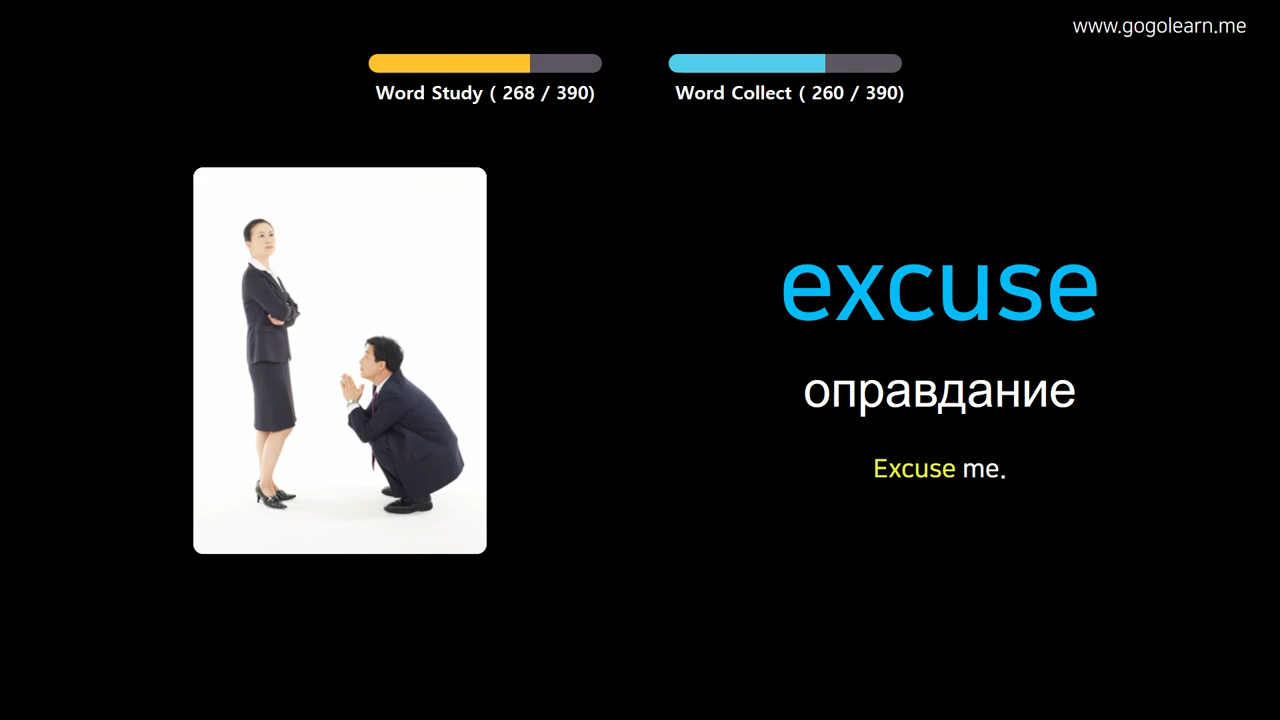 www.gogolearn.me
Word Study ( 268 / 390)
Word Collect ( 260 / 390)
excuse
оправдание
Excuse me.